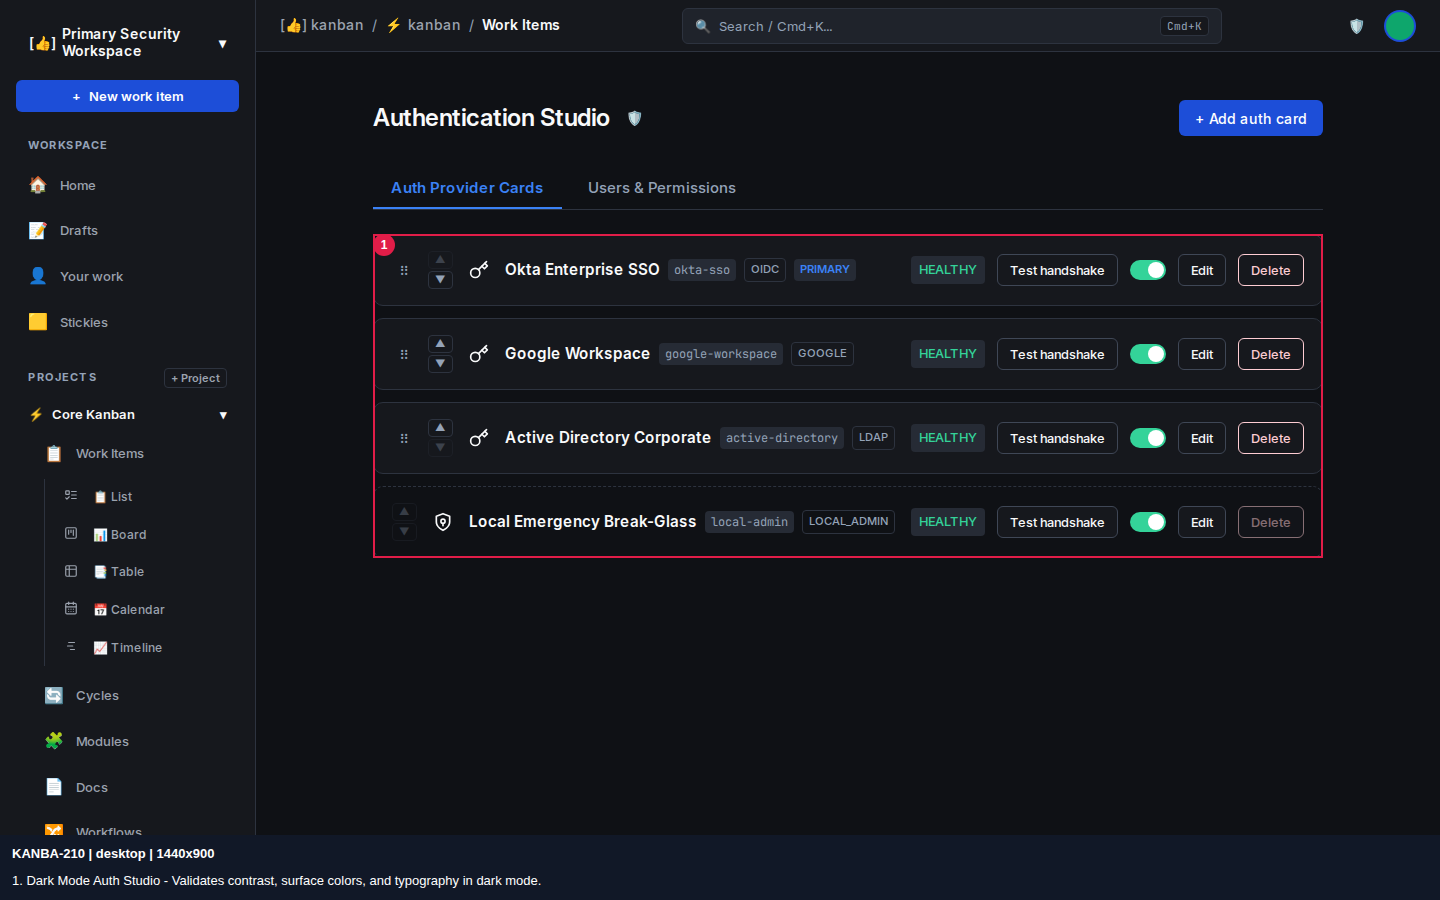 [👍] Primary Security Workspace ▼
+ New work item
WORKSPACE
🏠 Home
📝 Drafts
👤 Your work
🟨 Stickies
PROJECTS + Project
⚡ Core Kanban ▼
📋 Work Items
📋 List
📊 Board
📑 Table
📅 Calendar
📈 Timeline
🔄 Cycles
🧩 Modules
📄 Docs
🔀 Workflows
[👍] kanban / ⚡ kanban / Work Items
🔍 Search / Cmd+K... Cmd+K
Authentication Studio
+ Add auth card
Auth Provider Cards Users & Permissions
1
Okta Enterprise SSO okta-sso OIDC PRIMARY HEALTHY Test handshake Edit Delete
Google Workspace google-workspace GOOGLE HEALTHY Test handshake Edit Delete
Active Directory Corporate active-directory LDAP HEALTHY Test handshake Edit Delete
Local Emergency Break-Glass local-admin LOCAL_ADMIN HEALTHY Test handshake Edit Delete
KANBA-210 | desktop | 1440x900
1. Dark Mode Auth Studio - Validates contrast, surface colors, and typography in dark mode.